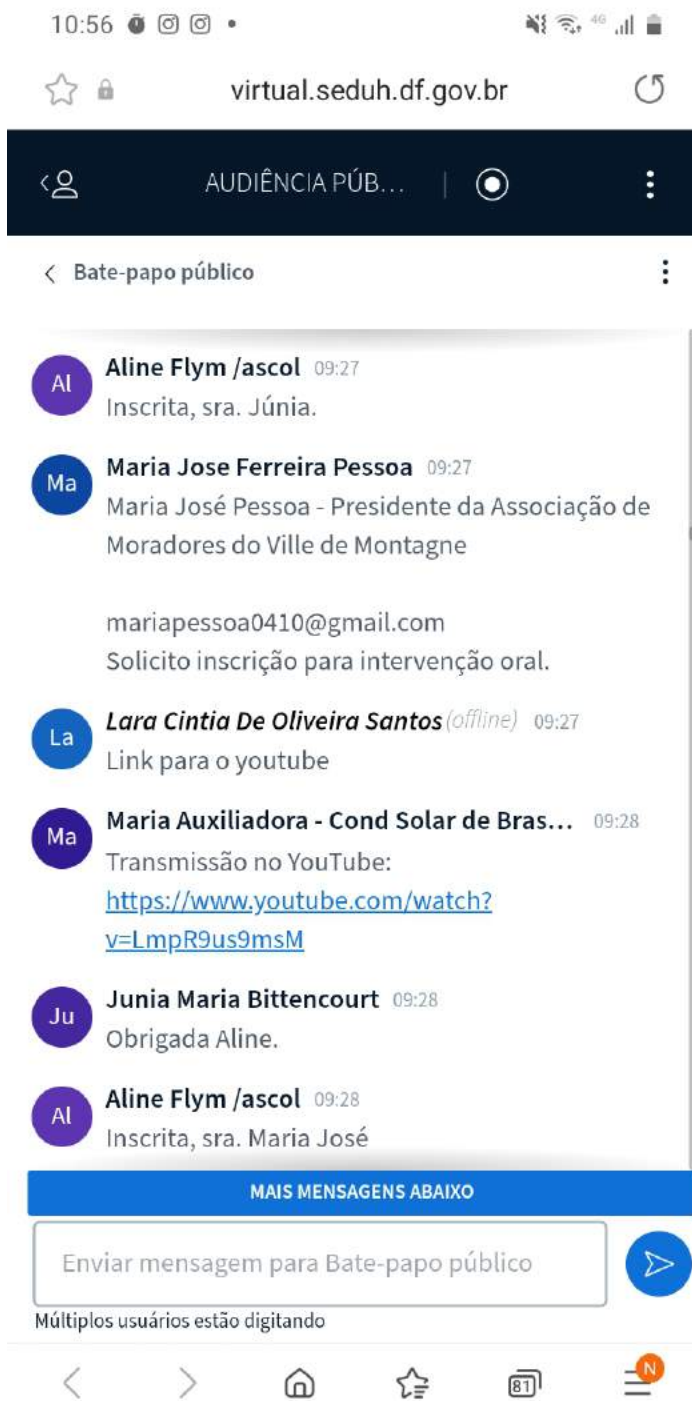 10:56
4G
virtual.seduh.df.gov.br
AUDIÊNCIA PÚB...
Bate-papo público
Al
Aline Flym /ascol 09:27
Inscrita, sra. Júnia.
Ma
Maria Jose Ferreira Pessoa 09:27
Maria José Pessoa - Presidente da Associação de
Moradores do Ville de Montagne
mariapessoa0410@gmail.com
Solicito inscrição para intervenção oral.
La
Lara Cintia De Oliveira Santos (offline) 09:27
Link para o youtube
Ma
Maria Auxiliadora - Cond Solar de Bras... 09:28
Transmissão no YouTube:
https://www.youtube.com/watch?
v=LmpR9us9msM
Ju
Junia Maria Bittencourt 09:28
Obrigada Aline.
Al
Aline Flym /ascol 09:28
Inscrita, sra. Maria José
MAIS MENSAGENS ABAIXO
Enviar mensagem para Bate-papo público
Múltiplos usuários estão digitando
81
N